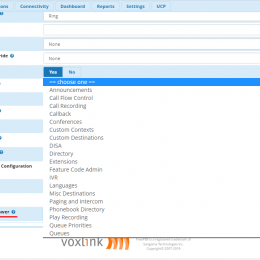 Connectivity Dashboard Reports Settings UCP
Ring
None
ride
None
Yes No
== choose one ==
Announcements
Call Flow Control
Call Recording
Callback
Conferences
Custom Contexts
Custom Destinations
DISA
Directory
Extensions
Feature Code Admin
IVR
Languages
Misc Destinations
Configuration
Paging and Intercom
Phonebook Directory
Play Recording
wer
Queue Priorities
Queues
voxlink